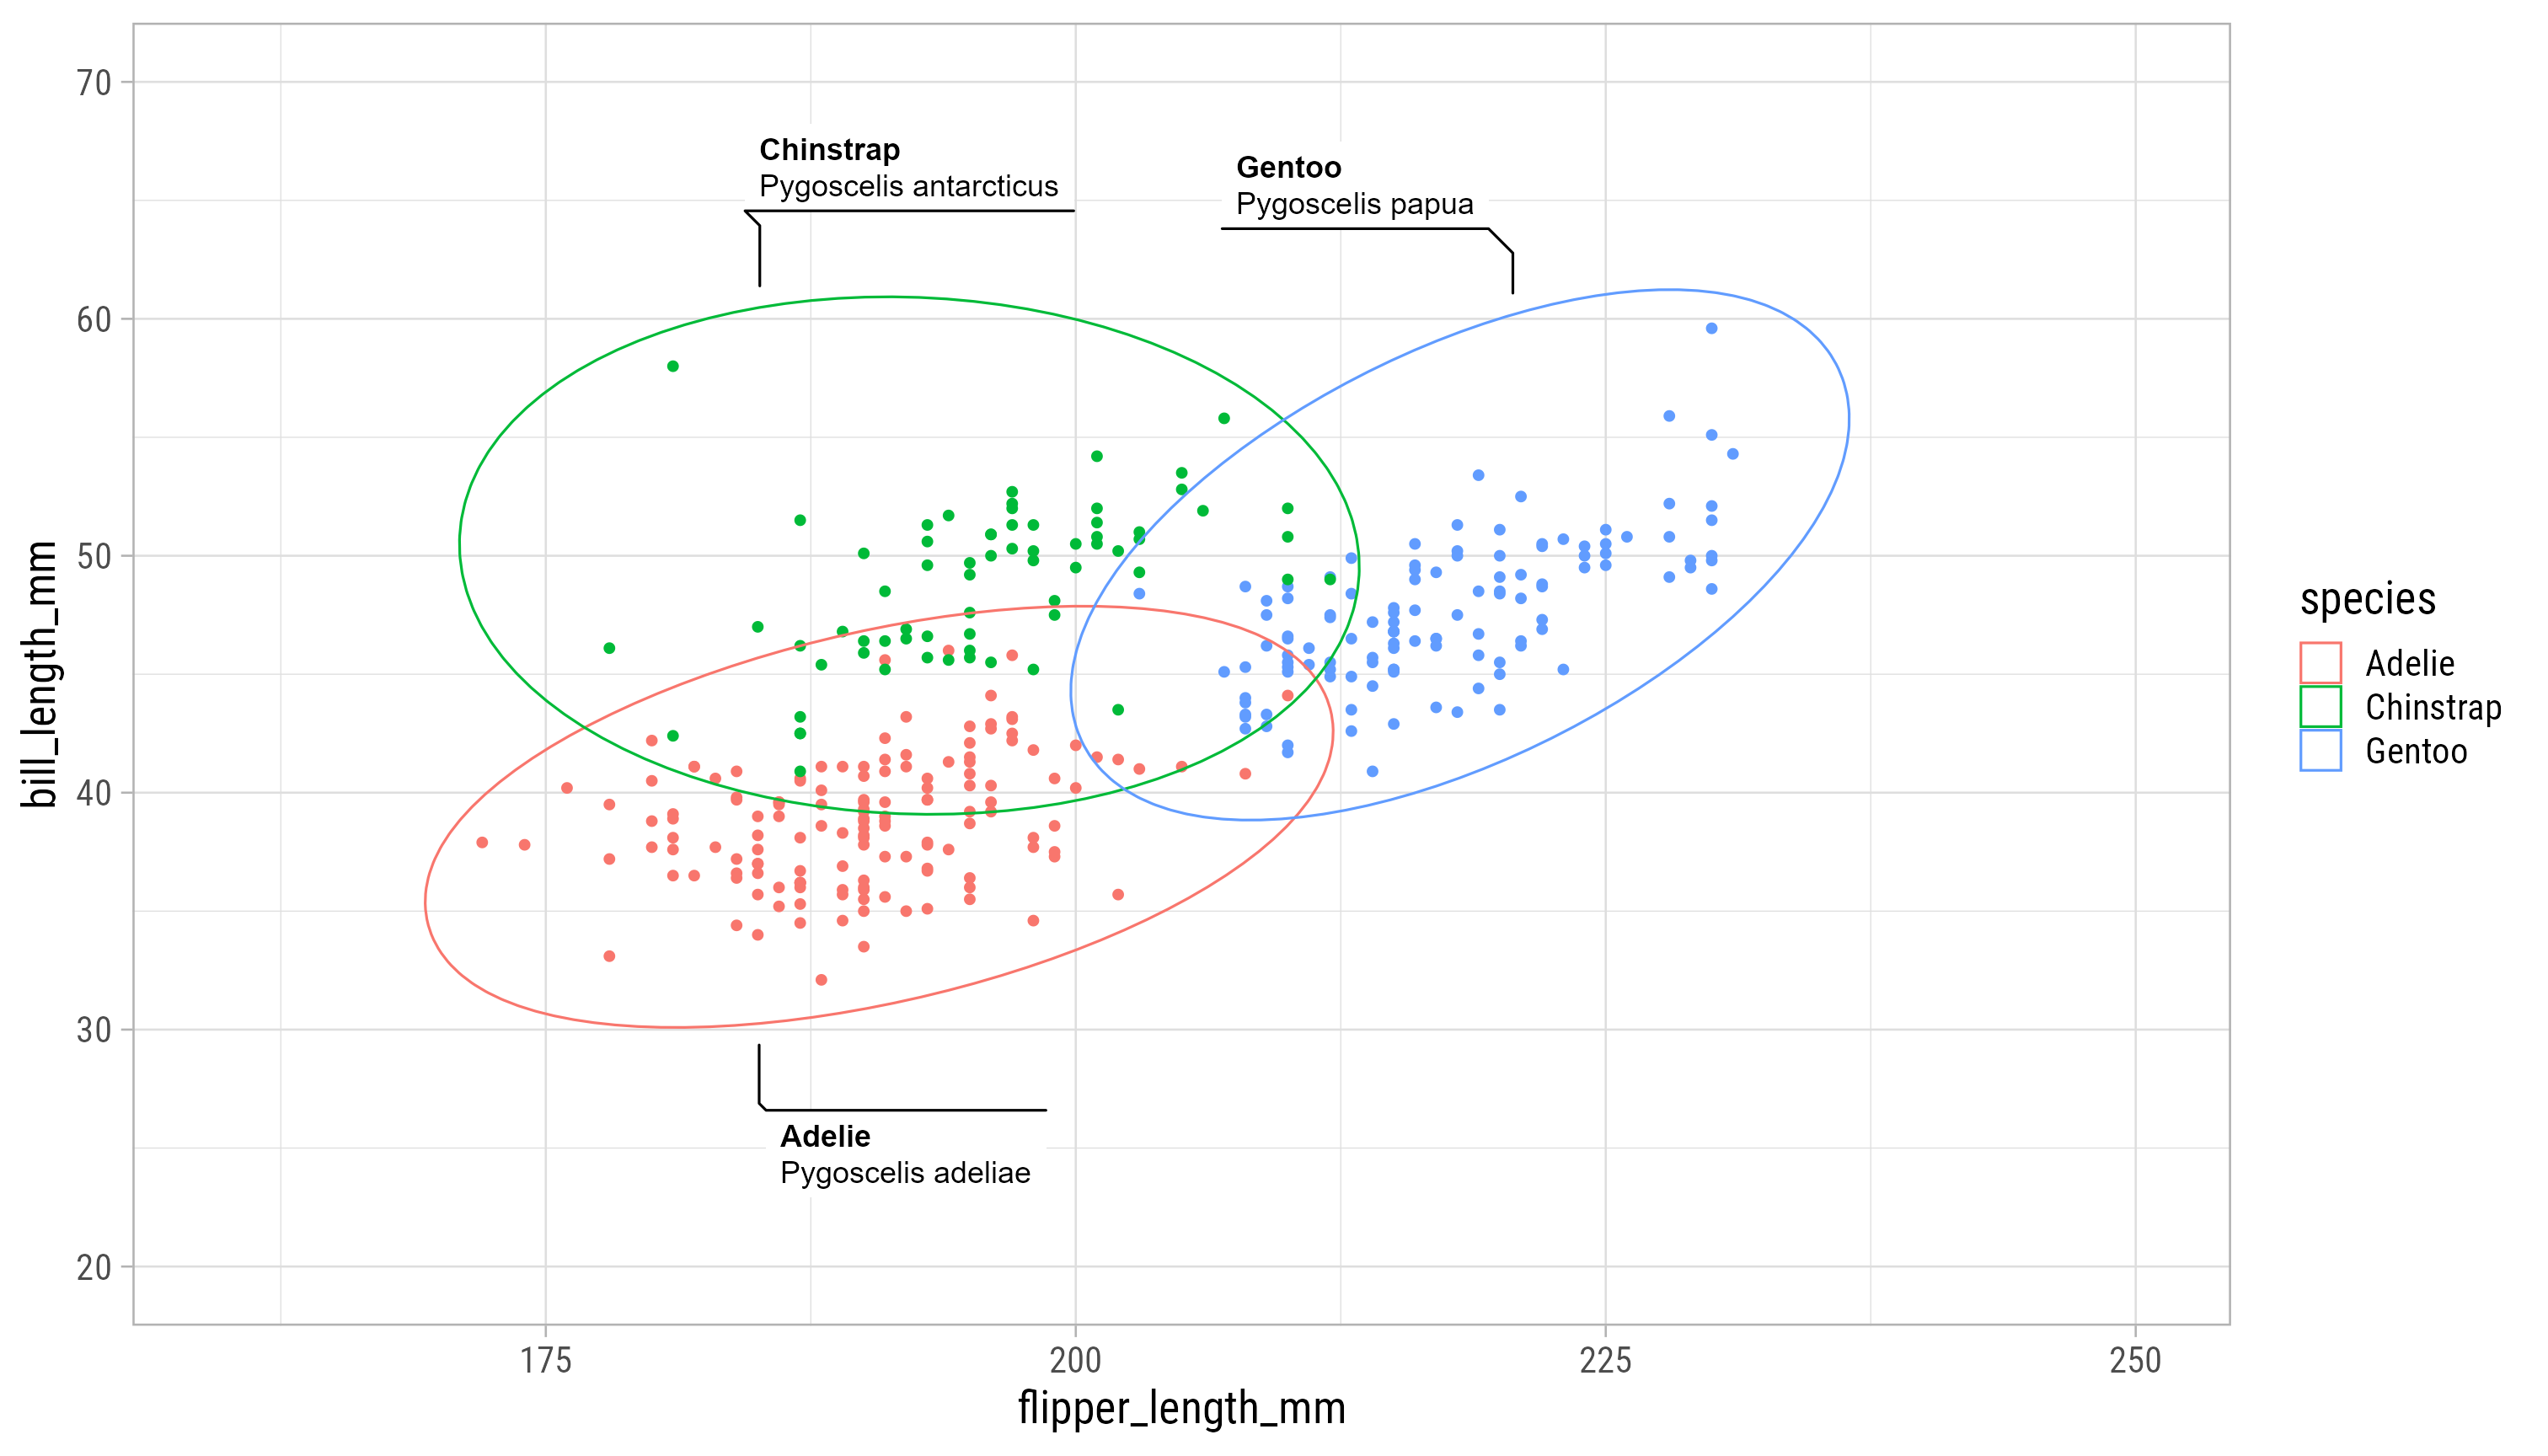 70
60
50
40
30
20
bill_length_mm
Chinstrap
Pygoscelis antarcticus
Gentoo
Pygoscelis papua
Adelie
Pygoscelis adeliae
175
200
225
250
flipper_length_mm
species
Adelie
Chinstrap
Gentoo